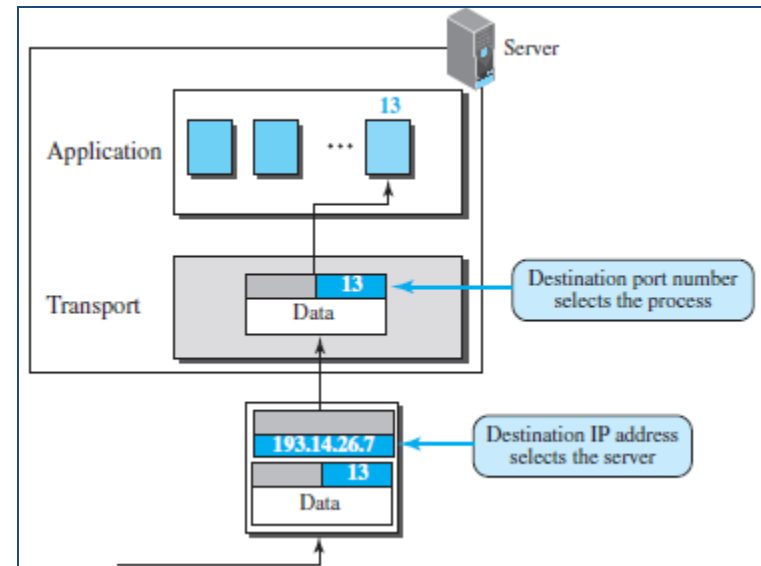 Server
13
Application
...
13
Transport
Data
Destination port number
selects the process
193.14.26.7
13
Data
Destination IP address
selects the server